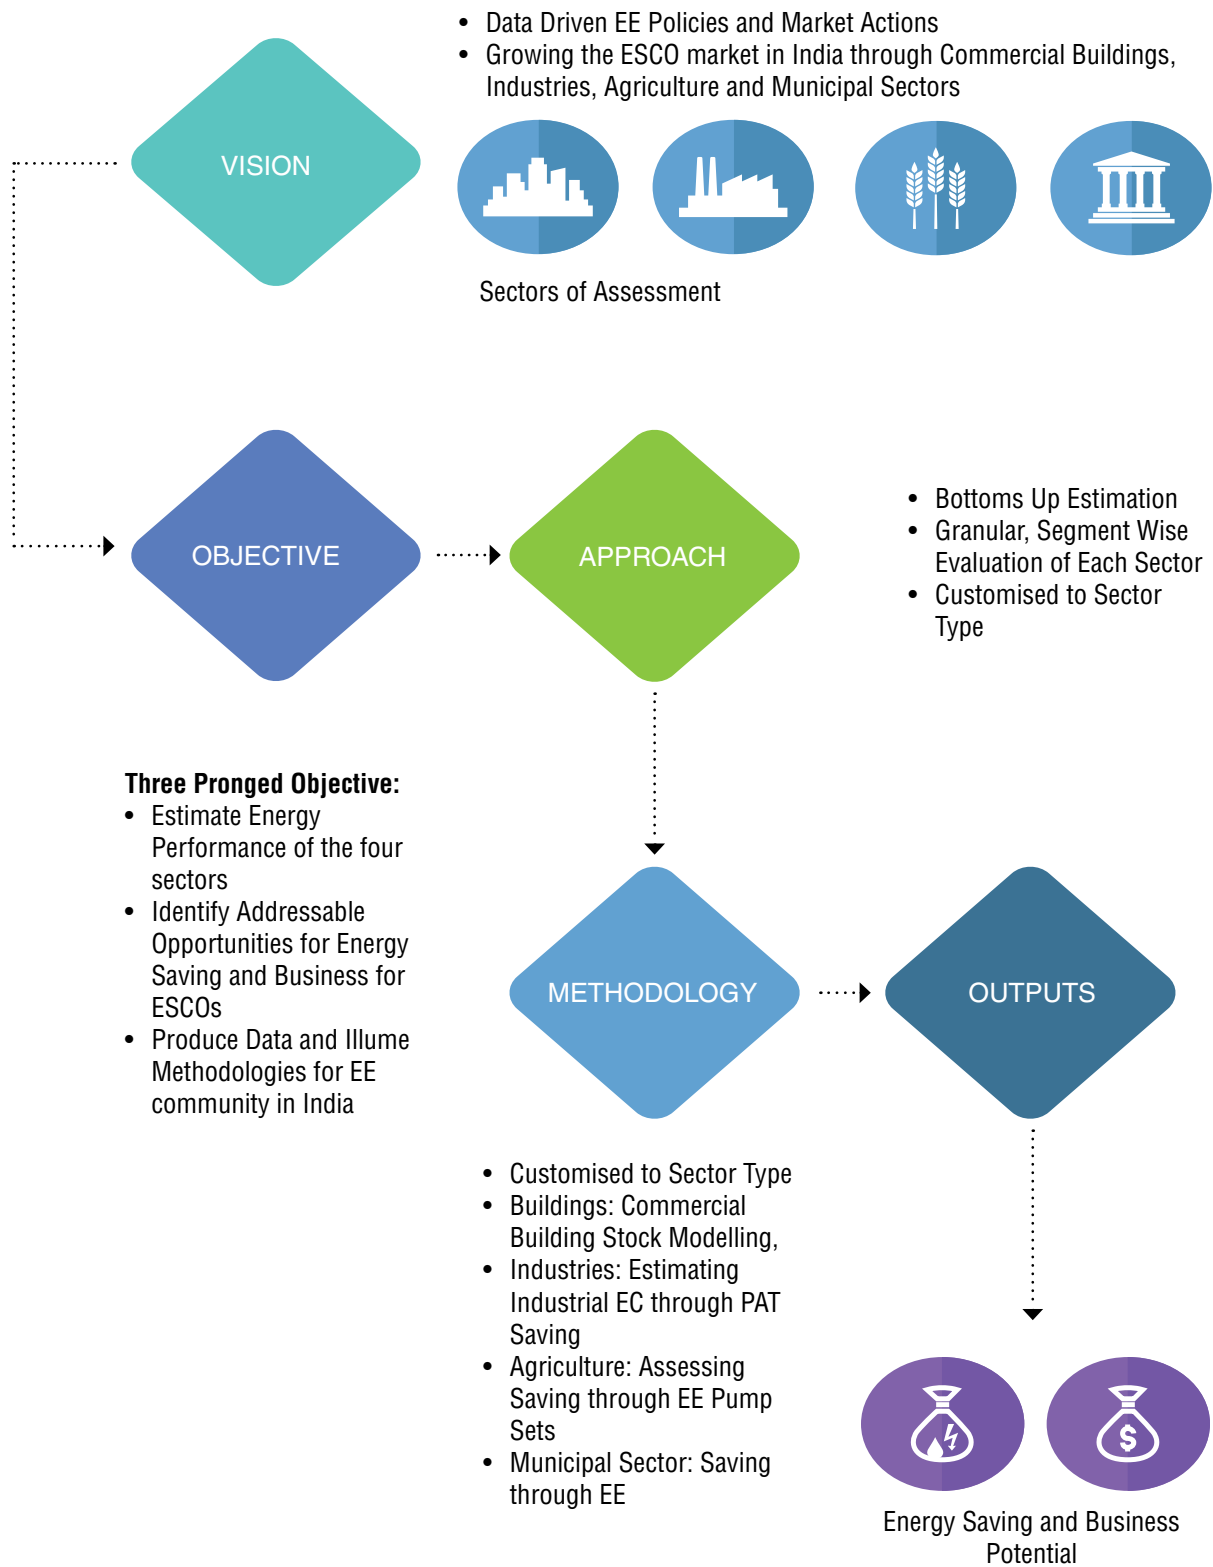 • Data Driven EE Policies and Market Actions
• Growing the ESCO market in India through Commercial Buildings,
Industries, Agriculture and Municipal Sectors
VISION
Sectors of Assessment
OBJECTIVE
APPROACH
• Bottoms Up Estimation
• Granular, Segment Wise
Evaluation of Each Sector
• Customised to Sector
Type
Three Pronged Objective:
• Estimate Energy
Performance of the four
sectors
• Identify Addressable
Opportunities for Energy
Saving and Business for
ESCOs
• Produce Data and Illume
Methodologies for EE
community in India
METHODOLOGY
OUTPUTS
• Customised to Sector Type
• Buildings: Commercial
Building Stock Modelling,
• Industries: Estimating
Industrial EC through PAT
Saving
• Agriculture: Assessing
Saving through EE Pump
Sets
• Municipal Sector: Saving
through EE
$
Energy Saving and Business
Potential